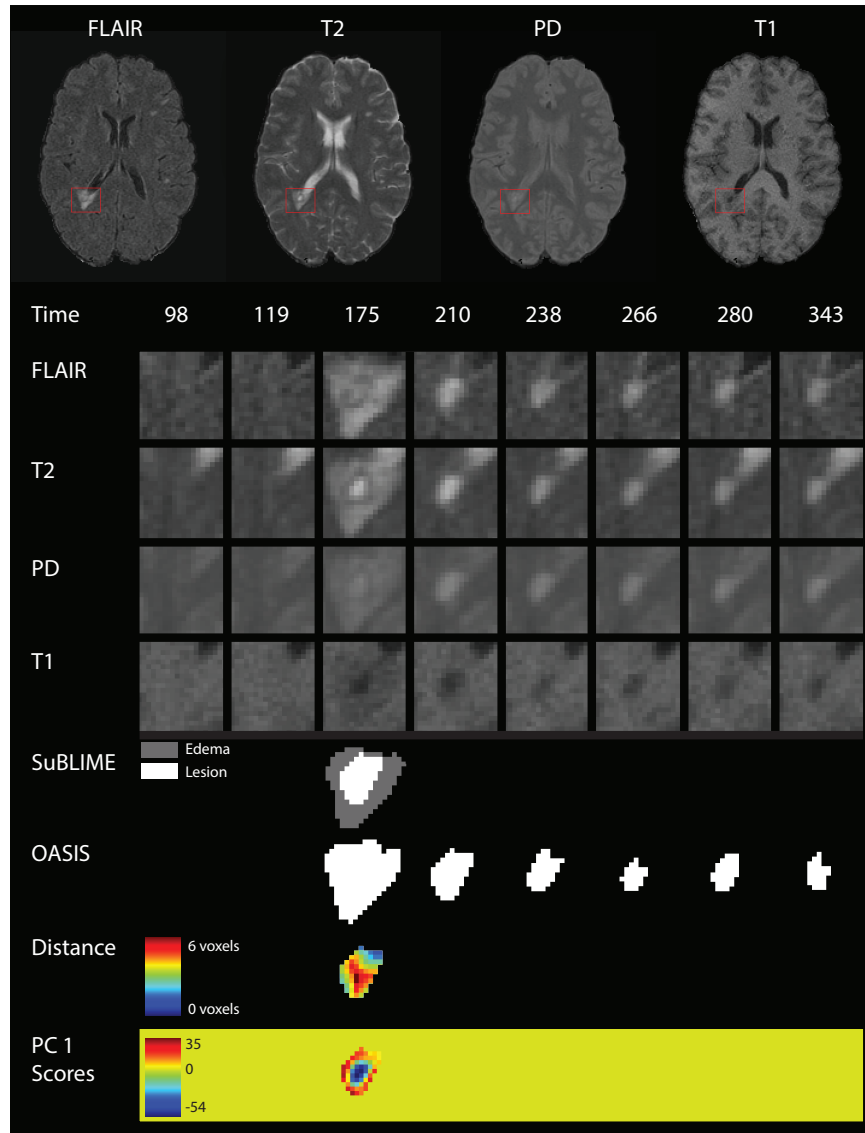 FLAIR T2 PD T1
Time 98 119 175 210 238 266 280 343
FLAIR
T2
PD
T1
SuBLIME
Edema
Lesion
OASIS
Distance
6 voxels
0 voxels
PC 1
Scores
35
0
-54